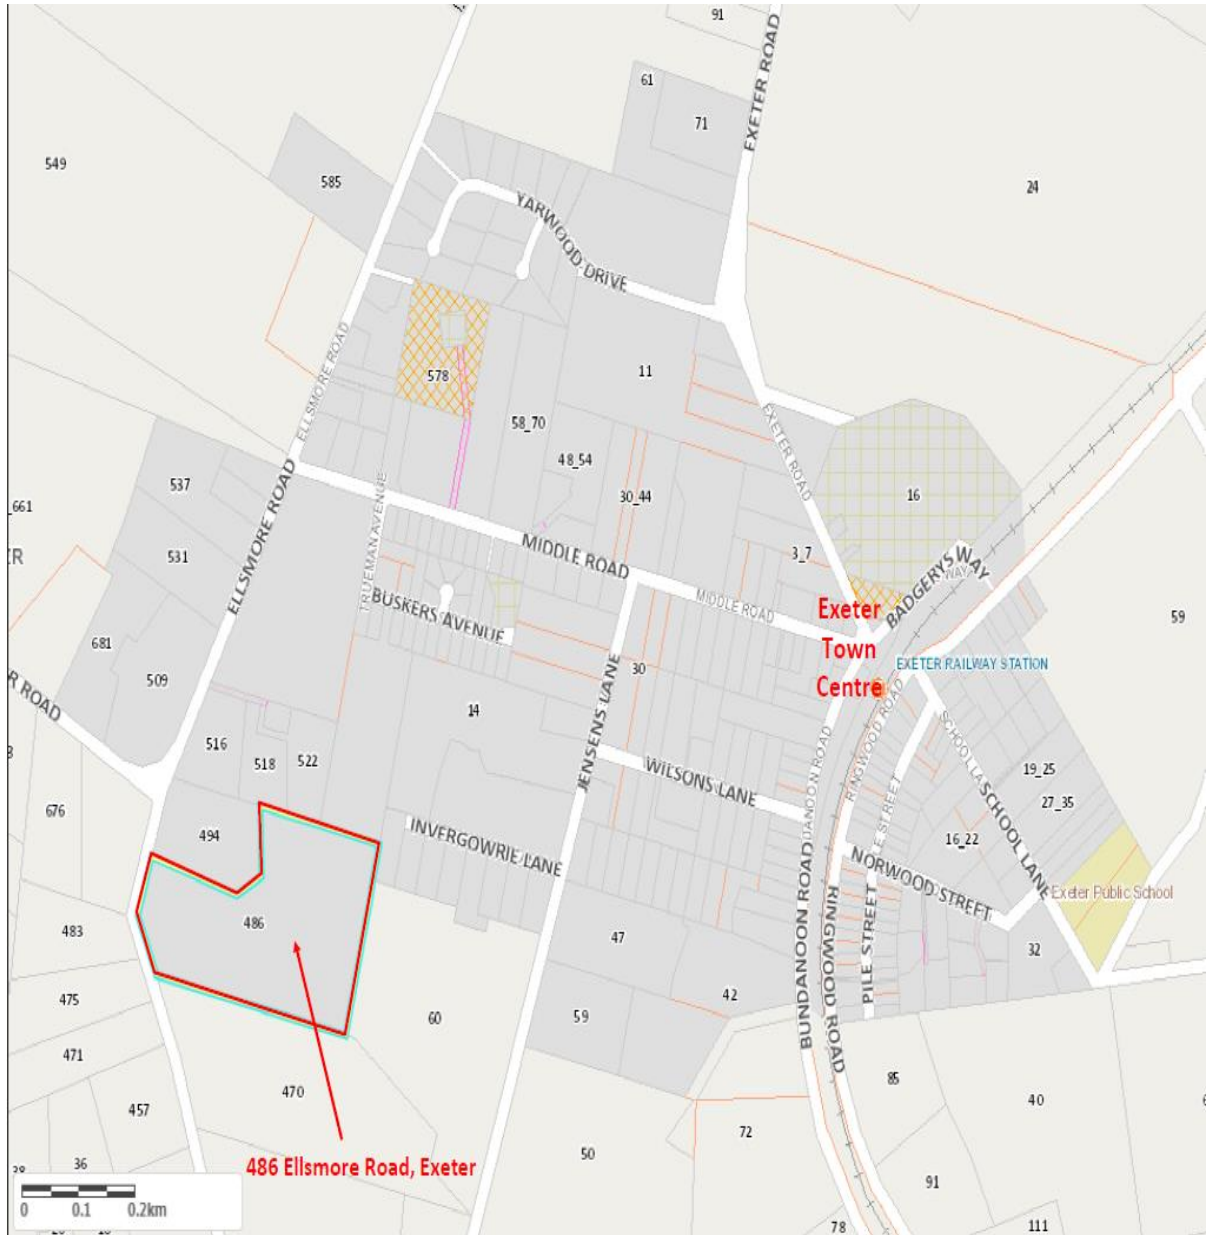 91
EXETER ROAD
61
71
549
585
24
YARWOOD DRIVE
ELLSMORE ROAD
578
11
58_70
EXETER ROAD
48_54
30_44
16
537
ELLSMORE ROAD
TRUEMAN AVENUE
_661
MIDDLE ROAD
3_7
ER
531
BADGERYS WAY
WAY
BUSKERS AVENUE
MIDDLE ROAD
Exeter
Town
Centre
59
681
509
EXETER RAILWAY STATION
R ROAD
30
JENSENS LANE
14
516
518
522
WILSONS LANE
RINGWOOD ROAD
SCHOOL LANE
19_25
27_35
676
494
INVERGOWRIE LANE
16_22
NORWOOD STREET
Exeter Public School
486
483
47
BUNDANOON ROAD
RINGWOOD ROAD
PILE STREET
32
475
42
59
60
471
470
85
40
457
72
50
36
486 Ellsmore Road, Exeter
91
0 0.1 0.2km
78
111